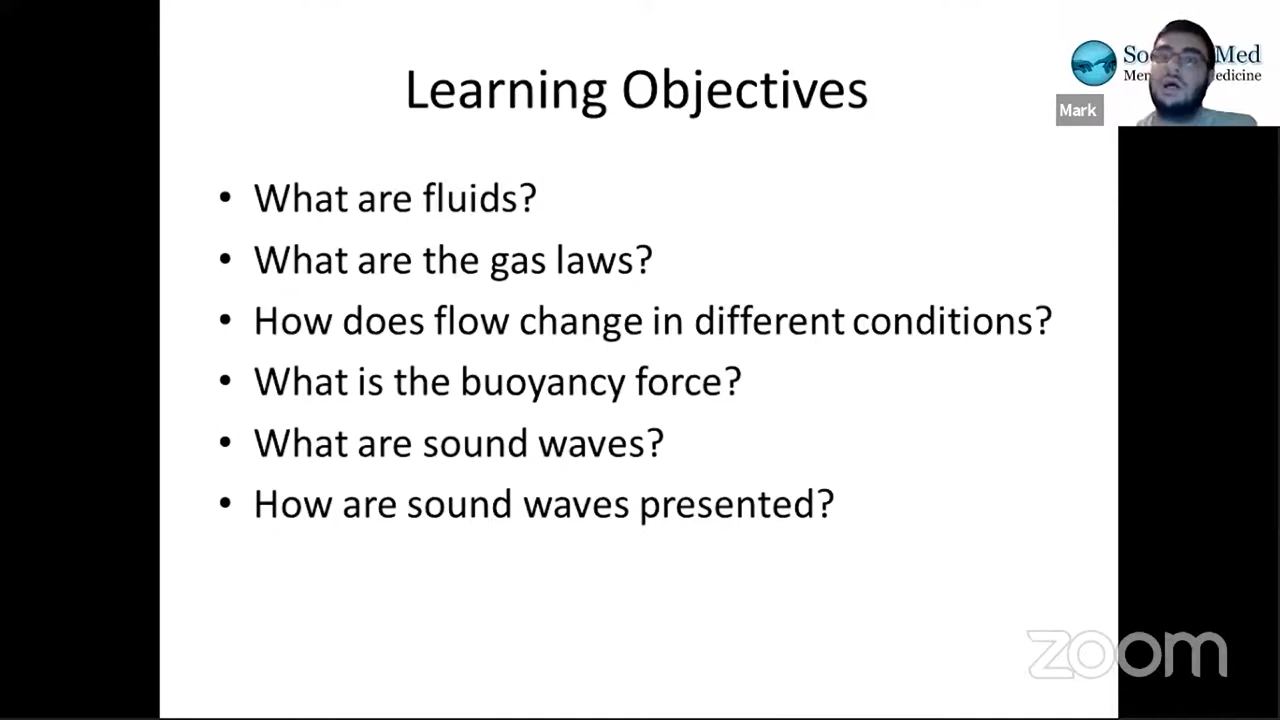 Learning Objectives
Mark
• What are fluids?
• What are the gas laws?
• How does flow change in different conditions?
• What is the buoyancy force?
• What are sound waves?
• How are sound waves presented?
zoom